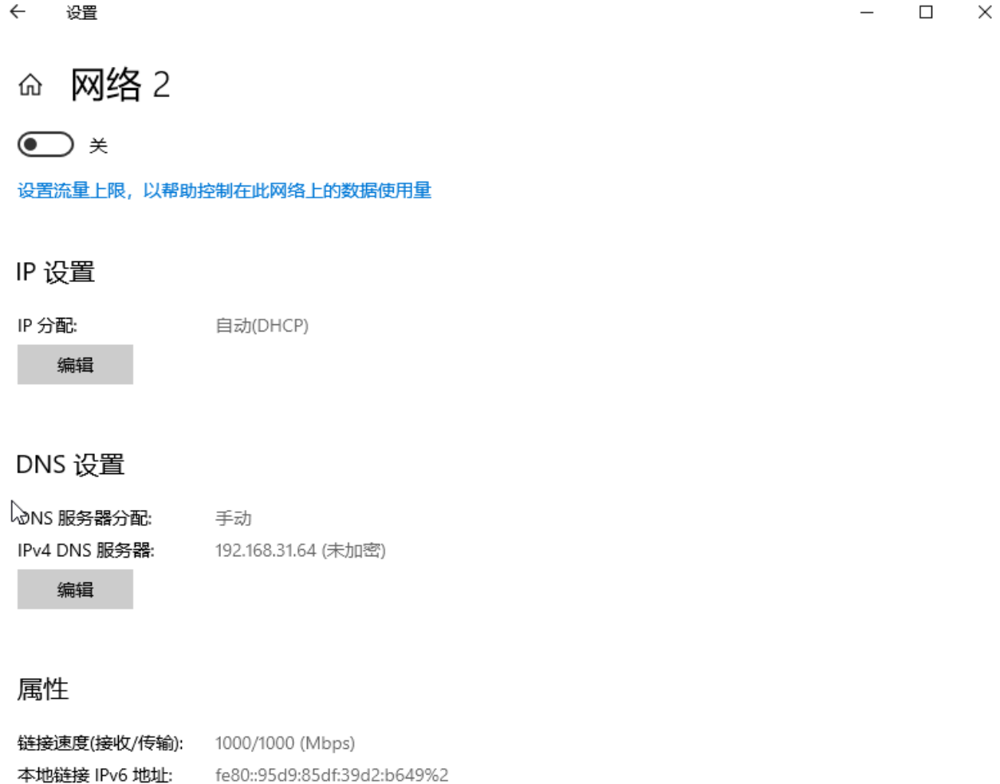 设置
网络 2
关
设置流量上限，以帮助控制在此网络上的数据使用量
IP 设置
IP 分配: 自动(DHCP)
编辑
DNS 设置
DNS 服务器分配: 手动
IPv4 DNS 服务器: 192.168.31.64 (未加密)
编辑
属性
链接速度(接收/传输): 1000/1000 (Mbps)
本地链接 IPv6 地址: fe80::95d9:85df:39d2:b649%2